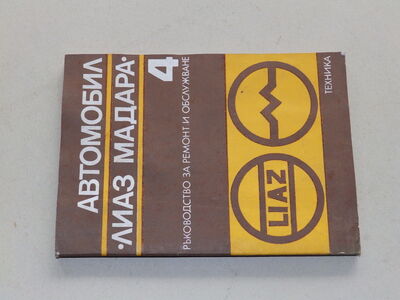 АВТОМОБИЛ
·ЛИАЗ МАДАРА·
4
РЪКОВОДСТВО ЗА РЕМОНТ И ОБСЛУЖВАНЕ
LIAZ
ТЕХНИКА